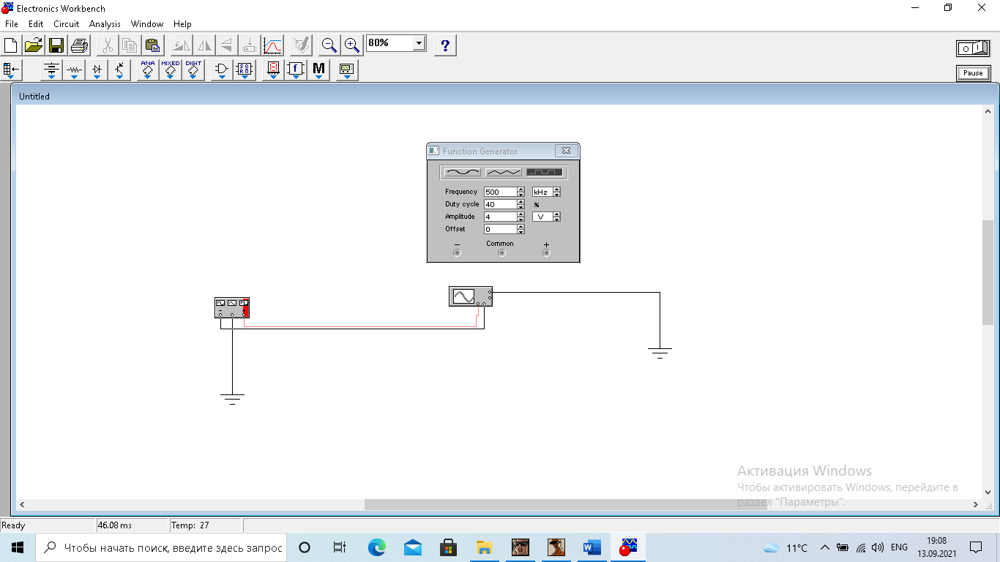 Electronics Workbench
File Edit Circuit Analysis Window Help
80%
?
O I
ANA MIXED DIGIT
f M
Pause
Untitled
Function Generator
Frequency 500 kHz
Duty cycle 40 %
Amplitude 4 V
Offset 0
− Common +
Активация Windows
Чтобы активировать Windows, перейдите в
раздел "Параметры".
Ready 46.08 ms Temp: 27
Чтобы начать поиск, введите здесь запрос
11°C
ENG
19:08
13.09.2021